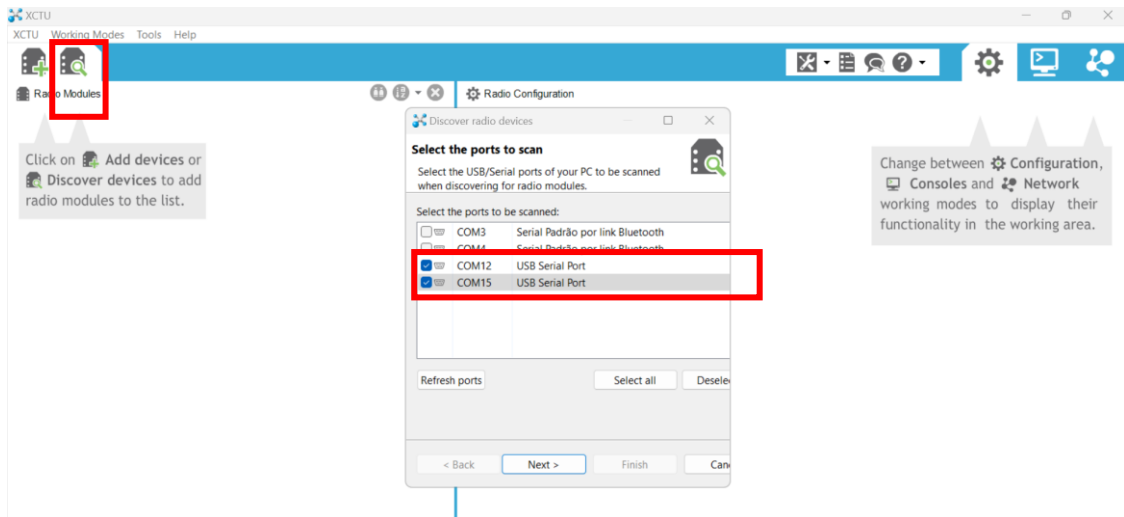 XCTU
XCTU Working Modes Tools Help
Radio Modules
Radio Configuration
Click on Add devices or
Discover devices to add
radio modules to the list.
Discover radio devices
Select the ports to scan
Select the USB/Serial ports of your PC to be scanned
when discovering for radio modules.
Select the ports to be scanned:
COM3 Serial Padrão por link Bluetooth
COM4 Serial Padrão por link Bluetooth
COM12 USB Serial Port
COM15 USB Serial Port
Refresh ports Select all Desele
< Back Next > Finish Can
Change between Configuration,
Consoles and Network
working modes to display their
functionality in the working area.